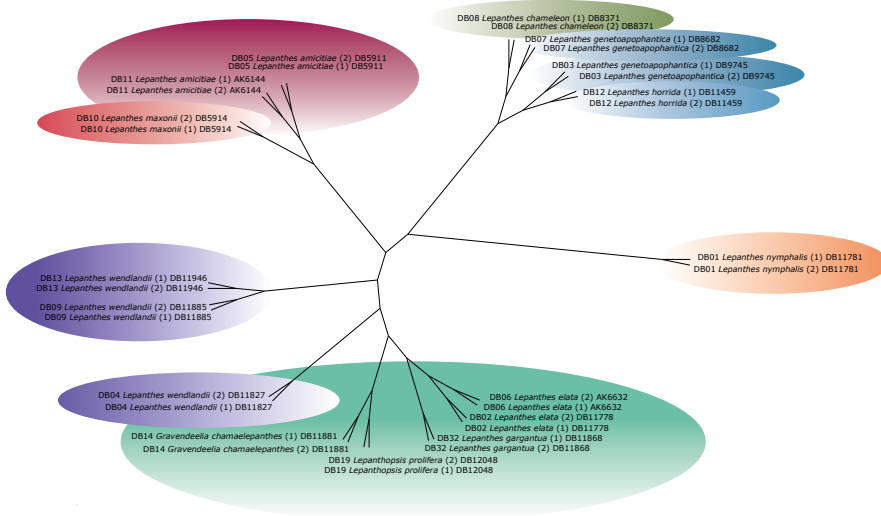 DB08 Lepanthes chameleon (1) DB8371
DB08 Lepanthes chameleon (2) DB8371
DB07 Lepanthes genetoapophantica (1) DB8682
DB07 Lepanthes genetoapophantica (2) DB8682
DB03 Lepanthes genetoapophantica (1) DB9745
DB03 Lepanthes genetoapophantica (2) DB9745
DB12 Lepanthes horrida (1) DB11459
DB12 Lepanthes horrida (2) DB11459
DB05 Lepanthes amicitiae (2) DB5911
DB05 Lepanthes amicitiae (1) DB5911
DB11 Lepanthes amicitiae (1) AK6144
DB11 Lepanthes amicitiae (2) AK6144
DB10 Lepanthes maxonii (2) DB5914
DB10 Lepanthes maxonii (1) DB5914
DB01 Lepanthes nymphalis (1) DB11781
DB01 Lepanthes nymphalis (2) DB11781
DB13 Lepanthes wendlandii (1) DB11946
DB13 Lepanthes wendlandii (2) DB11946
DB09 Lepanthes wendlandii (2) DB11885
DB09 Lepanthes wendlandii (1) DB11885
DB04 Lepanthes wendlandii (2) DB11827
DB04 Lepanthes wendlandii (1) DB11827
DB06 Lepanthes elata (2) AK6632
DB06 Lepanthes elata (1) AK6632
DB02 Lepanthes elata (2) DB11778
DB02 Lepanthes elata (1) DB11778
DB32 Lepanthes gargantua (1) DB11868
DB32 Lepanthes gargantua (2) DB11868
DB14 Gravendeelia chamaelepanthes (1) DB11881
DB14 Gravendeelia chamaelepanthes (2) DB11881
DB19 Lepanthopsis prolifera (2) DB12048
DB19 Lepanthopsis prolifera (1) DB12048